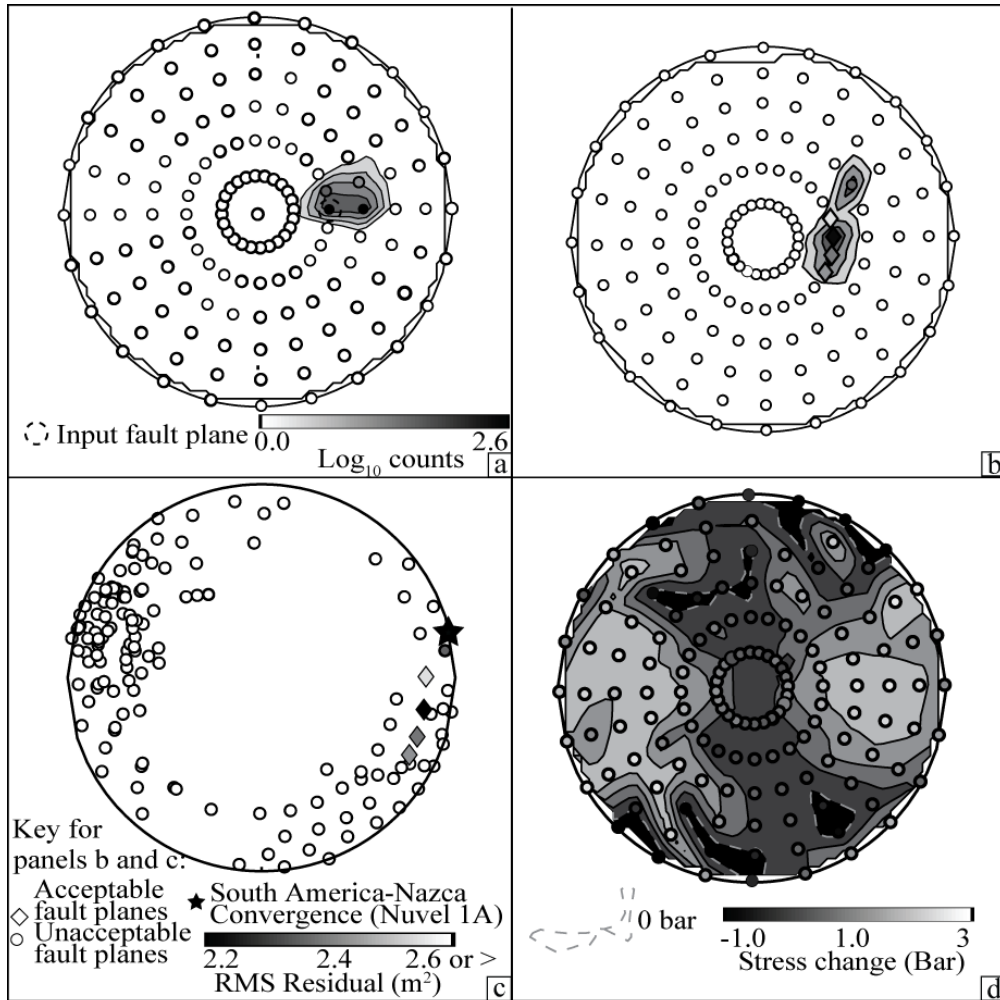 Input fault plane
0.0
2.6
Log10 counts
a
b
Key for
panels b and c:
Acceptable
fault planes
Unacceptable
fault planes
South America-Nazca
Convergence (Nuvel 1A)
2.2
2.4
2.6 or >
RMS Residual (m²)
c
0 bar
-1.0
1.0
3
Stress change (Bar)
d